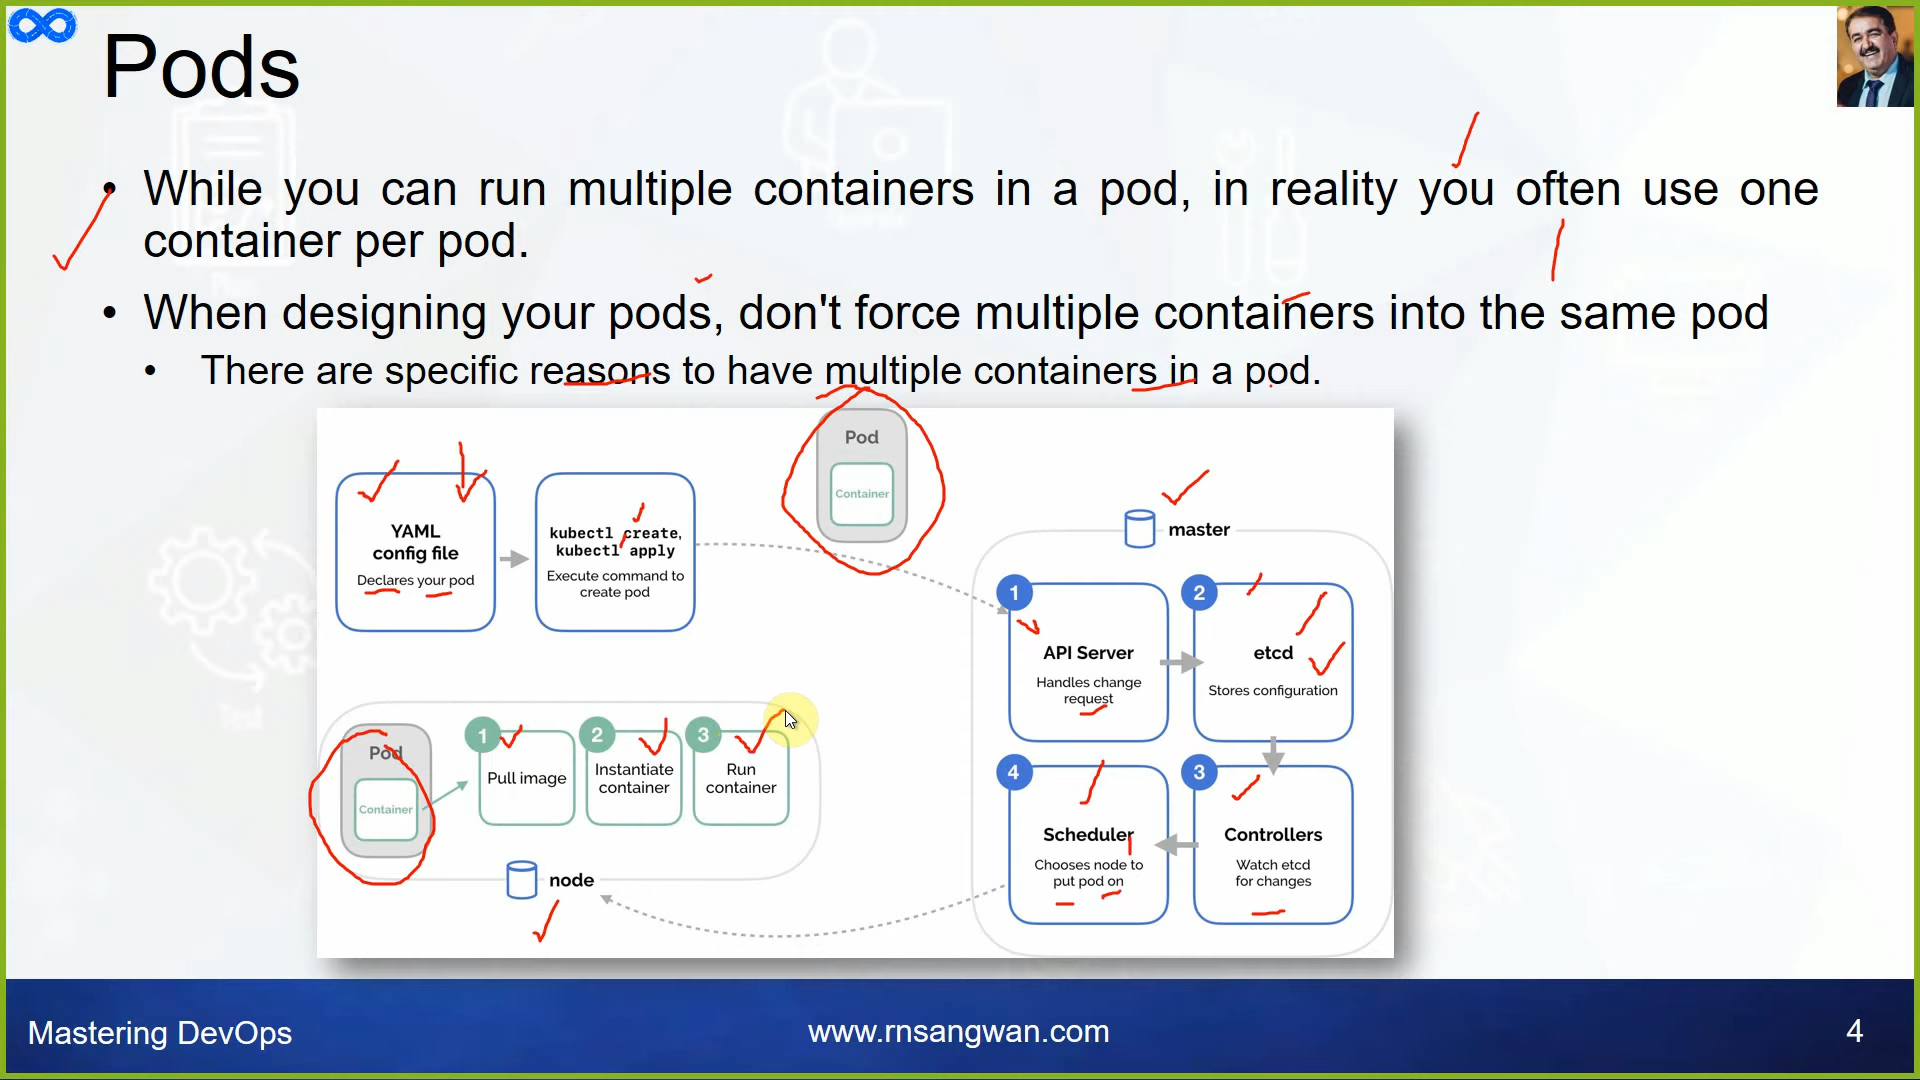 Pods
• While you can run multiple containers in a pod, in reality you often use one
container per pod.
• When designing your pods, don't force multiple containers into the same pod
• There are specific reasons to have multiple containers in a pod.
Pod
Container
YAML
config file
Declares your pod
kubectl create,
kubectl apply
Execute command to
create pod
master
1
API Server
Handles change
request
2
etcd
Stores configuration
4
Scheduler
Chooses node to
put pod on
3
Controllers
Watch etcd
for changes
Pod
Container
1
Pull image
2
Instantiate
container
3
Run
container
node
Mastering DevOps
www.rnsangwan.com
4